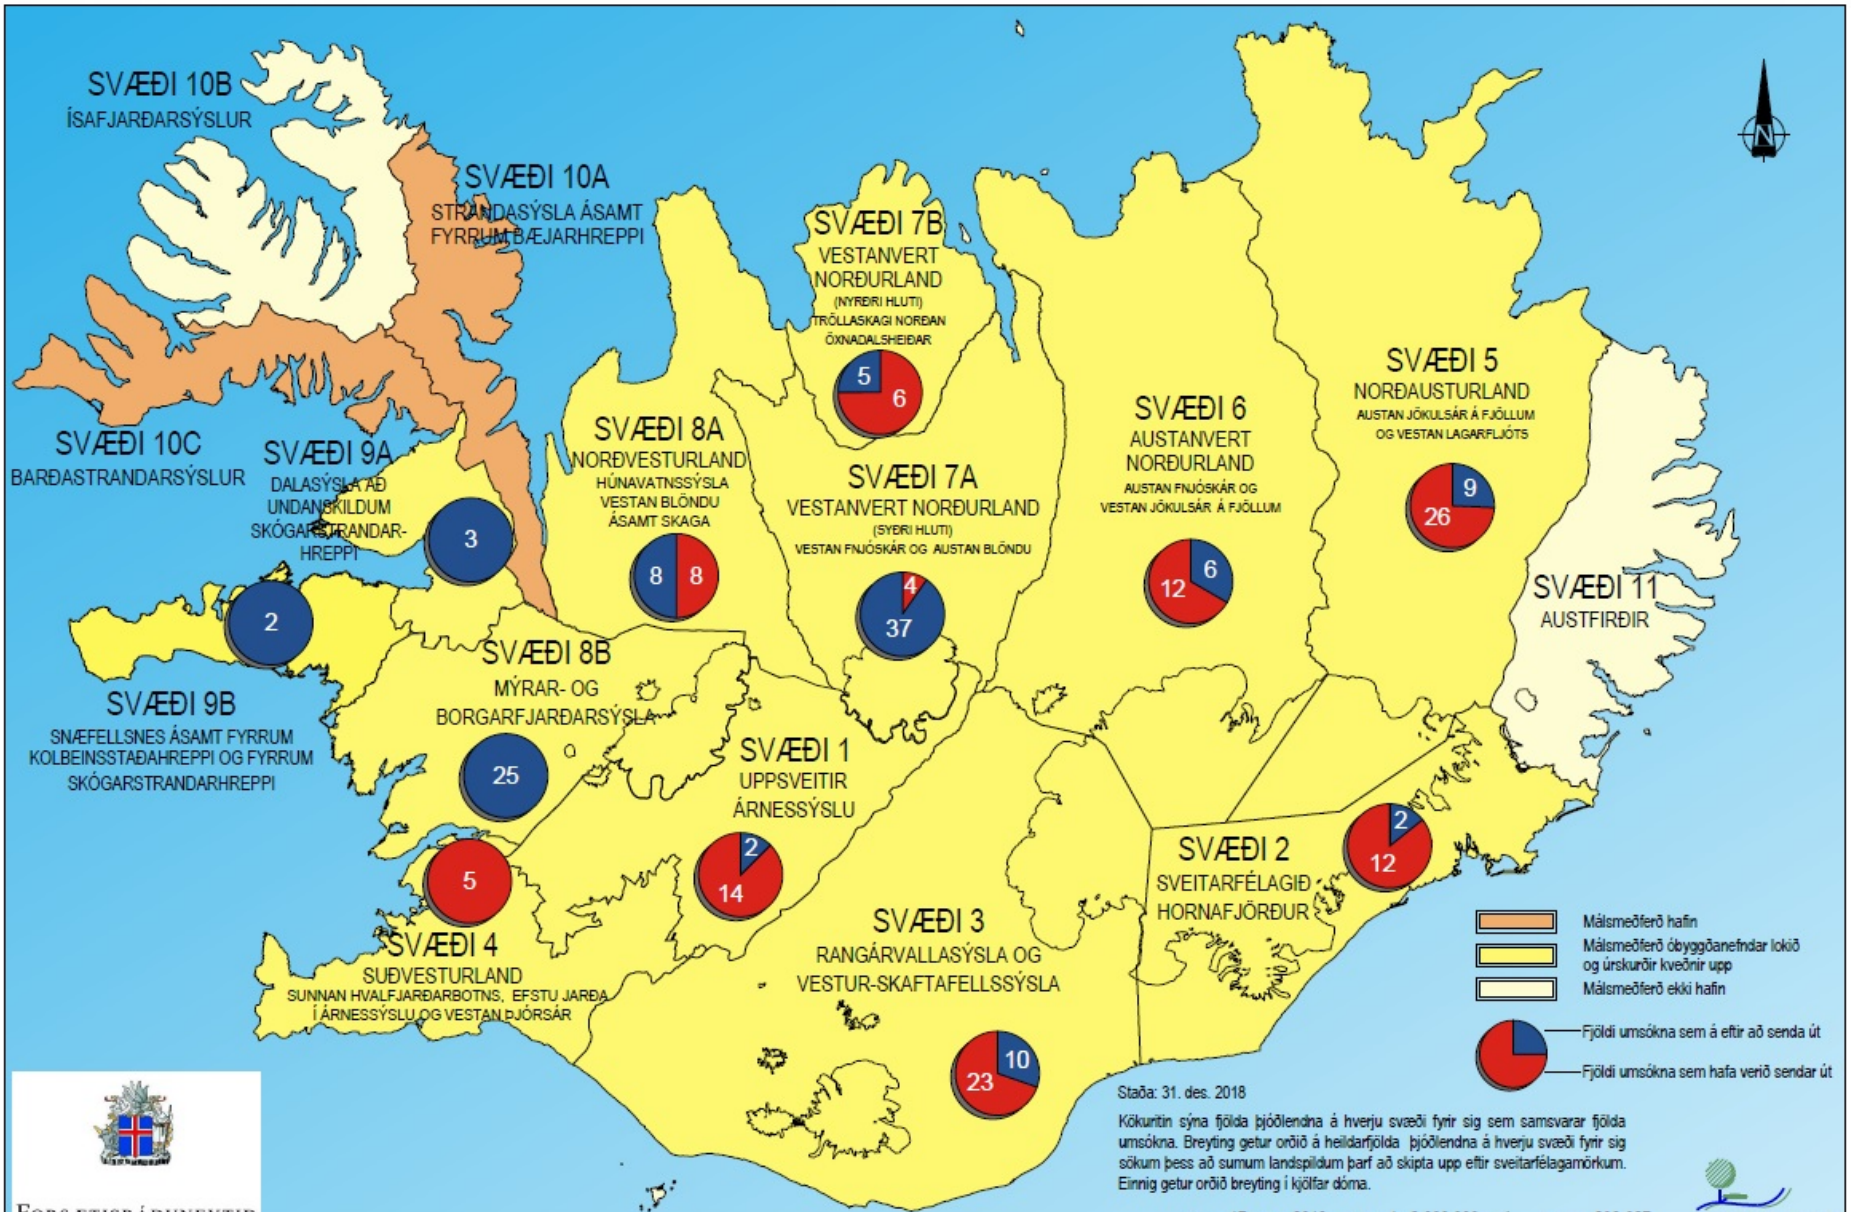 SVÆÐI 10B
ÍSAFJARÐARSÝSLUR
SVÆÐI 10A
STRANDASÝSLA ÁSAMT
FYRRUM BÆJARHREPPI
SVÆÐI 7B
VESTANVERT
NORÐURLAND
(NYRÐRI HLUTI)
TRÖLLASKAGI NORÐAN
ÖXNADALSHEIÐAR
5
6
N
SVÆÐI 5
NORÐAUSTURLAND
AUSTAN JÖKULSÁR Á FJÖLLUM
OG VESTAN LAGARFLJÓTS
9
26
SVÆÐI 6
AUSTANVERT
NORÐURLAND
AUSTAN FNJÓSKÁR OG
VESTAN JÖKULSÁR Á FJÖLLUM
6
12
SVÆÐI 10C
BARÐASTRANDARSÝSLUR
SVÆÐI 9A
DALASÝSLA AÐ
UNDANSKILDUM
SKÓGARSTRANDAR-
HREPPI
3
SVÆÐI 8A
NORÐVESTURLAND
HÚNAVATNSSÝSLA
VESTAN BLÖNDU
ÁSAMT SKAGA
8
8
SVÆÐI 7A
VESTANVERT NORÐURLAND
(SYÐRI HLUTI)
VESTAN FNJÓSKÁR OG AUSTAN BLÖNDU
4
37
SVÆÐI 11
AUSTFIRÐIR
2
SVÆÐI 9B
SNÆFELLSNES ÁSAMT FYRRUM
KOLBEINSSTAÐAHREPPI OG FYRRUM
SKÓGARSTRANDARHREPPI
SVÆÐI 8B
MÝRAR- OG
BORGARFJARÐARSÝSLA
25
SVÆÐI 1
UPPSVEITIR
ÁRNESSÝSLU
2
14
SVÆÐI 2
SVEITARFÉLAGIÐ
HORNAFJÖRÐUR
2
12
5
SVÆÐI 4
SUÐVESTURLAND
SUNNAN HVALFJARÐARBOTNS, EFSTU JARÐA
Í ÁRNESSÝSLU OG VESTAN ÞJÓRSÁR
SVÆÐI 3
RANGÁRVALLASÝSLA OG
VESTUR-SKAFTAFELLSSÝSLA
10
23
Málsmeðferð hafin
Málsmeðferð óbyggðanefndar lokið
og úrskurðir kveðnir upp
Málsmeðferð ekki hafin
Fjöldi umsókna sem á eftir að senda út
Fjöldi umsókna sem hafa verið sendar út
Staða: 31. des. 2018
Kökuritin sýna fjölda þjóðlendna á hverju svæði fyrir sig sem samsvarar fjölda
umsókna. Breyting getur orðið á heildarfjölda þjóðlendna á hverju svæði fyrir sig
sökum þess að sumum landspildum þarf að skipta upp eftir sveitarfélagamörkum.
Einnig getur orðið breyting í kjölfar dóma.